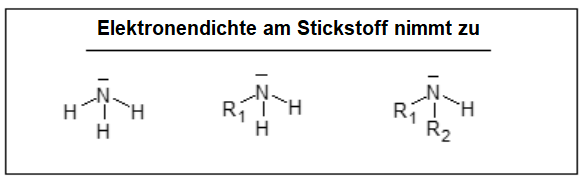 Elektronendichte am Stickstoff nimmt zu
N N N
H H R1 H R1 H
H H R2